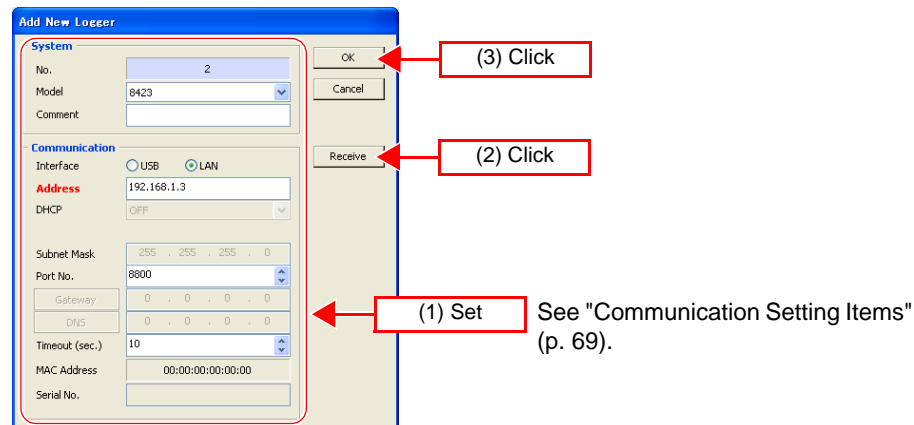 Add New Logger
System
No. 2
Model 8423
Comment
OK
Cancel
(3) Click
Communication
Interface USB LAN
Receive
(2) Click
Address 192.168.1.3
DHCP OFF
Subnet Mask 255 . 255 . 255 . 0
Port No. 8800
Gateway 0 . 0 . 0 . 0
DNS 0 . 0 . 0 . 0
(1) Set
See "Communication Setting Items"
(p. 69).
Timeout (sec.) 10
MAC Address 00:00:00:00:00:00
Serial No.